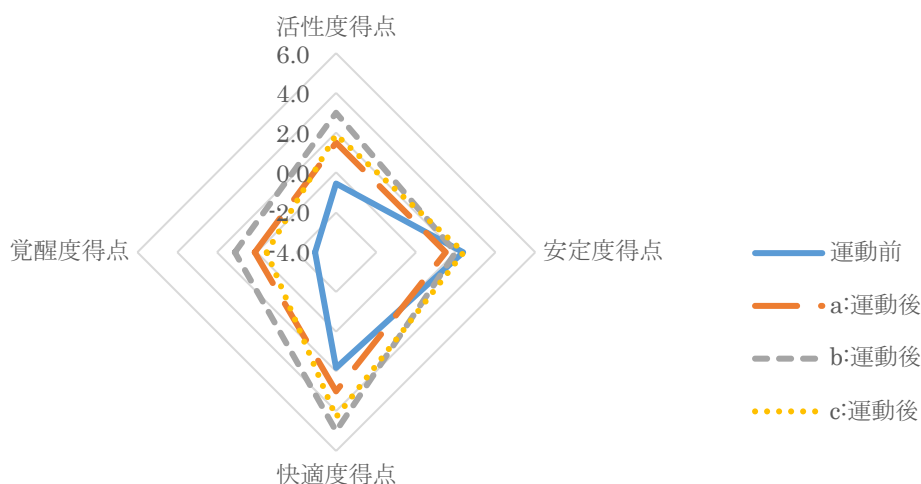 活性度得点
6.0
4.0
2.0
0.0
-2.0
-4.0
覚醒度得点
安定度得点
快適度得点
運動前
a:運動後
b:運動後
c:運動後